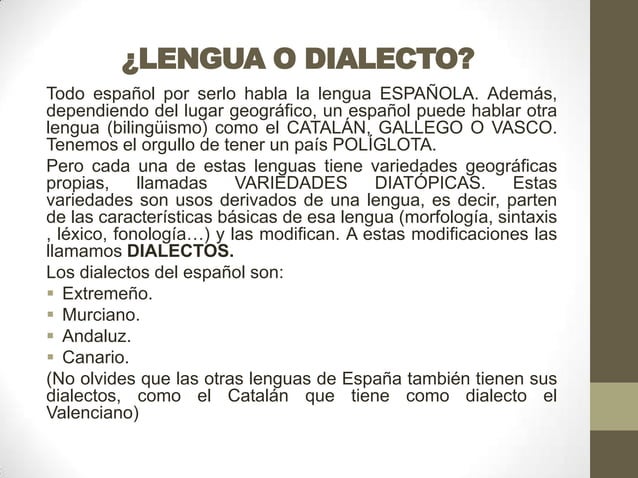 ¿LENGUA O DIALECTO?
Todo español por serlo habla la lengua ESPAÑOLA. Además,
dependiendo del lugar geográfico, un español puede hablar otra
lengua (bilingüismo) como el CATALÁN, GALLEGO O VASCO.
Tenemos el orgullo de tener un país POLÍGLOTA.
Pero cada una de estas lenguas tiene variedades geográficas
propias, llamadas VARIEDADES DIATÓPICAS. Estas
variedades son usos derivados de una lengua, es decir, parten
de las características básicas de esa lengua (morfología, sintaxis
, léxico, fonología…) y las modifican. A estas modificaciones las
llamamos DIALECTOS.
Los dialectos del español son:
▪ Extremeño.
▪ Murciano.
▪ Andaluz.
▪ Canario.
(No olvides que las otras lenguas de España también tienen sus
dialectos, como el Catalán que tiene como dialecto el
Valenciano)